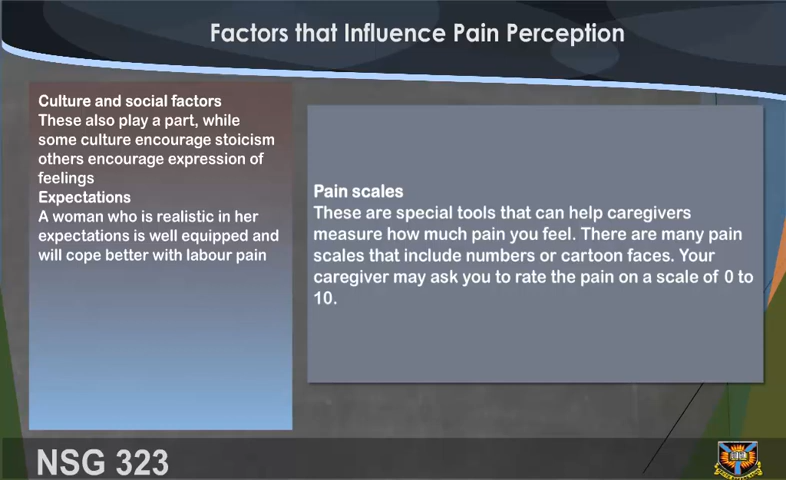 Factors that Influence Pain Perception
Culture and social factors
These also play a part, while
some culture encourage stoicism
others encourage expression of
feelings
Expectations
A woman who is realistic in her
expectations is well equipped and
will cope better with labour pain
Pain scales
These are special tools that can help caregivers
measure how much pain you feel. There are many pain
scales that include numbers or cartoon faces. Your
caregiver may ask you to rate the pain on a scale of 0 to
10.
NSG 323